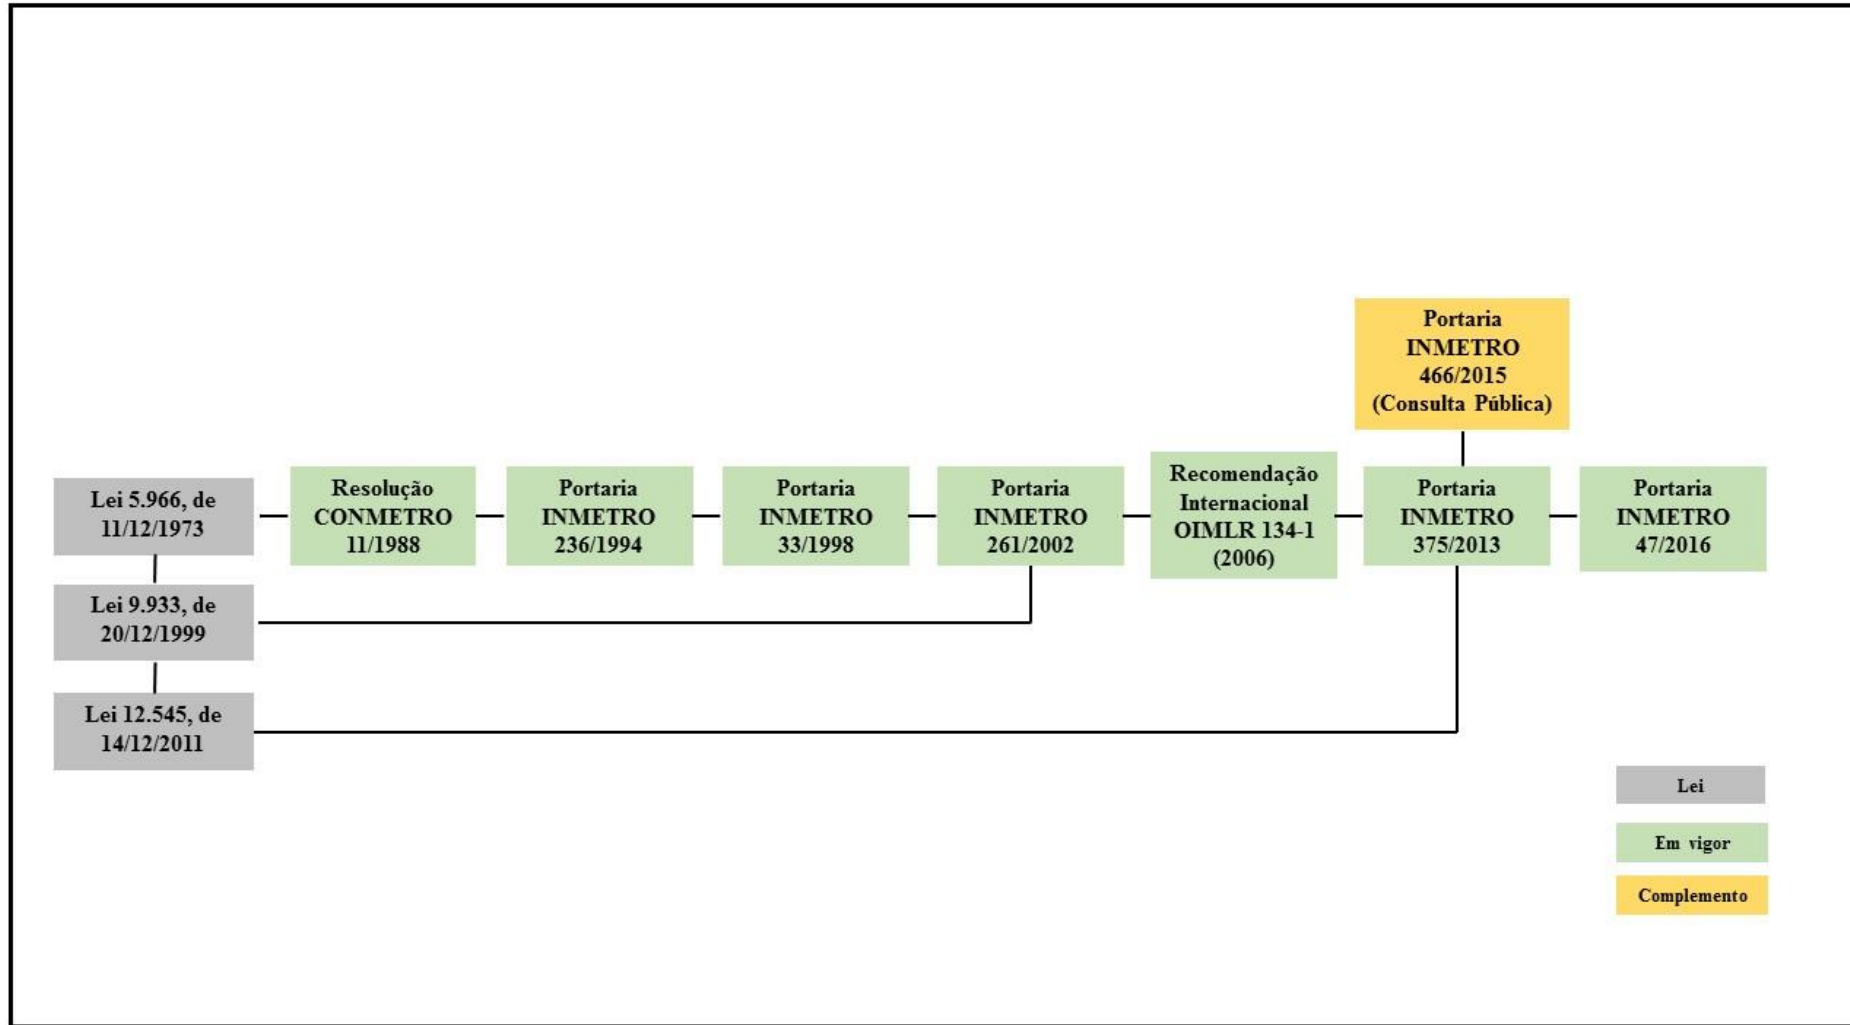 Portaria
INMETRO
466/2015
(Consulta Pública)
Lei 5.966, de
11/12/1973
Resolução
CONMETRO
11/1988
Portaria
INMETRO
236/1994
Portaria
INMETRO
33/1998
Portaria
INMETRO
261/2002
Recomendação
Internacional
OIMLR 134-1
(2006)
Portaria
INMETRO
375/2013
Portaria
INMETRO
47/2016
Lei 9.933, de
20/12/1999
Lei 12.545, de
14/12/2011
Lei
Em vigor
Complemento